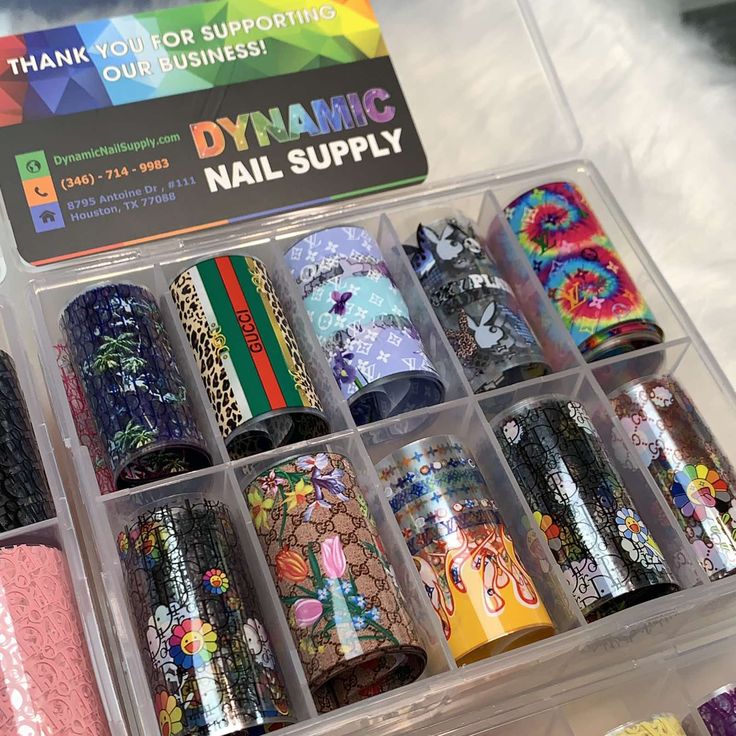 THANK YOU FOR SUPPORTING
OUR BUSINESS!
DYNAMIC
NAIL SUPPLY
DynamicNailSupply.com
(346) - 714 - 9983
8795 Antoine Dr , #111
Houston, TX 77088
GUCCI